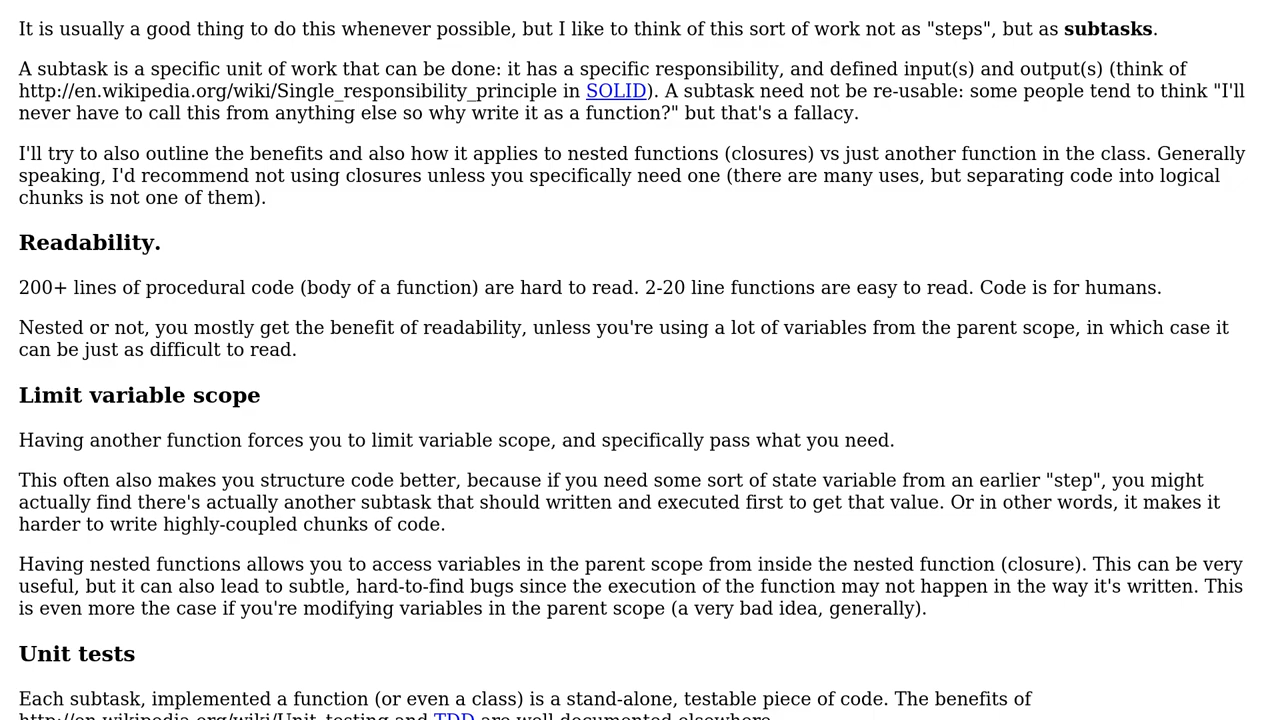 It is usually a good thing to do this whenever possible, but I like to think of this sort of work not as "steps", but as subtasks.
A subtask is a specific unit of work that can be done: it has a specific responsibility, and defined input(s) and output(s) (think of
http://en.wikipedia.org/wiki/Single_responsibility_principle in SOLID). A subtask need not be re-usable: some people tend to think "I'll
never have to call this from anything else so why write it as a function?" but that's a fallacy.
I'll try to also outline the benefits and also how it applies to nested functions (closures) vs just another function in the class. Generally
speaking, I'd recommend not using closures unless you specifically need one (there are many uses, but separating code into logical
chunks is not one of them).
Readability.
200+ lines of procedural code (body of a function) are hard to read. 2-20 line functions are easy to read. Code is for humans.
Nested or not, you mostly get the benefit of readability, unless you're using a lot of variables from the parent scope, in which case it
can be just as difficult to read.
Limit variable scope
Having another function forces you to limit variable scope, and specifically pass what you need.
This often also makes you structure code better, because if you need some sort of state variable from an earlier "step", you might
actually find there's actually another subtask that should written and executed first to get that value. Or in other words, it makes it
harder to write highly-coupled chunks of code.
Having nested functions allows you to access variables in the parent scope from inside the nested function (closure). This can be very
useful, but it can also lead to subtle, hard-to-find bugs since the execution of the function may not happen in the way it's written. This
is even more the case if you're modifying variables in the parent scope (a very bad idea, generally).
Unit tests
Each subtask, implemented a function (or even a class) is a stand-alone, testable piece of code. The benefits of
http://en.wikipedia.org/wiki/Unit_testing and TDD are well documented elsewhere.